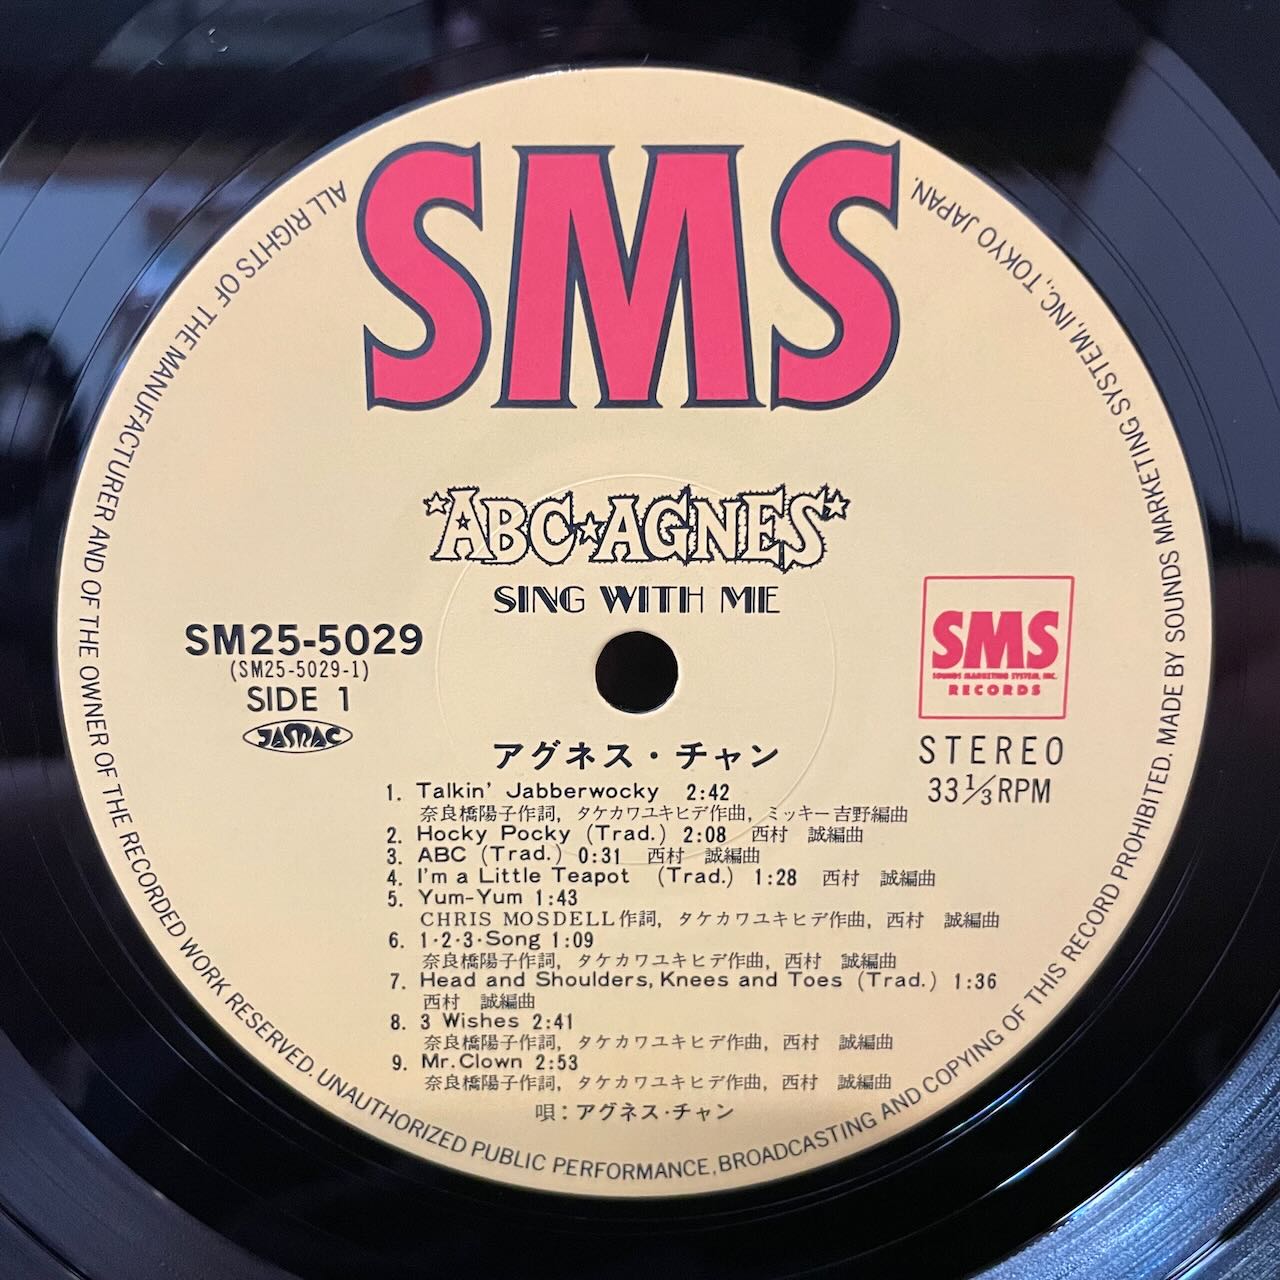 SMS
ALL RIGHTS OF THE MANUFACTURER AND OF THE OWNER OF THE RECORDED WORK RESERVED. UNAUTHORIZED PUBLIC PERFORMANCE, BROADCASTING AND COPYING OF THIS RECORD PROHIBITED. MADE BY SOUNDS MARKETING SYSTEM, INC., TOKYO JAPAN.
ABC★AGNES
SING WITH ME
SM25-5029
(SM25-5029-1)
SIDE 1
JASRAC
SMS
SOUNDS MARKETING SYSTEM, INC.
RECORDS
STEREO
33 1/3 RPM
アグネス・チャン
1. Talkin' Jabberwocky 2:42
奈良橋陽子作詞, タケカワユキヒデ作曲, ミッキー吉野編曲
2. Hocky Pocky (Trad.) 2:08 西村 誠編曲
3. ABC (Trad.) 0:31 西村 誠編曲
4. I'm a Little Teapot (Trad.) 1:28 西村 誠編曲
5. Yum-Yum 1:43
CHRIS MOSDELL作詞, タケカワユキヒデ作曲, 西村 誠編曲
6. 1・2・3・Song 1:09
奈良橋陽子作詞, タケカワユキヒデ作曲, 西村 誠編曲
7. Head and Shoulders, Knees and Toes (Trad.) 1:36
西村 誠編曲
8. 3 Wishes 2:41
奈良橋陽子作詞, タケカワユキヒデ作曲, 西村 誠編曲
9. Mr. Clown 2:53
奈良橋陽子作詞, タケカワユキヒデ作曲, 西村 誠編曲
唄：アグネス・チャン